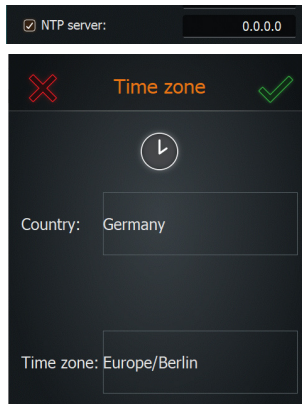 NTP server: 0.0.0.0
Time zone
Country: Germany
Time zone: Europe/Berlin